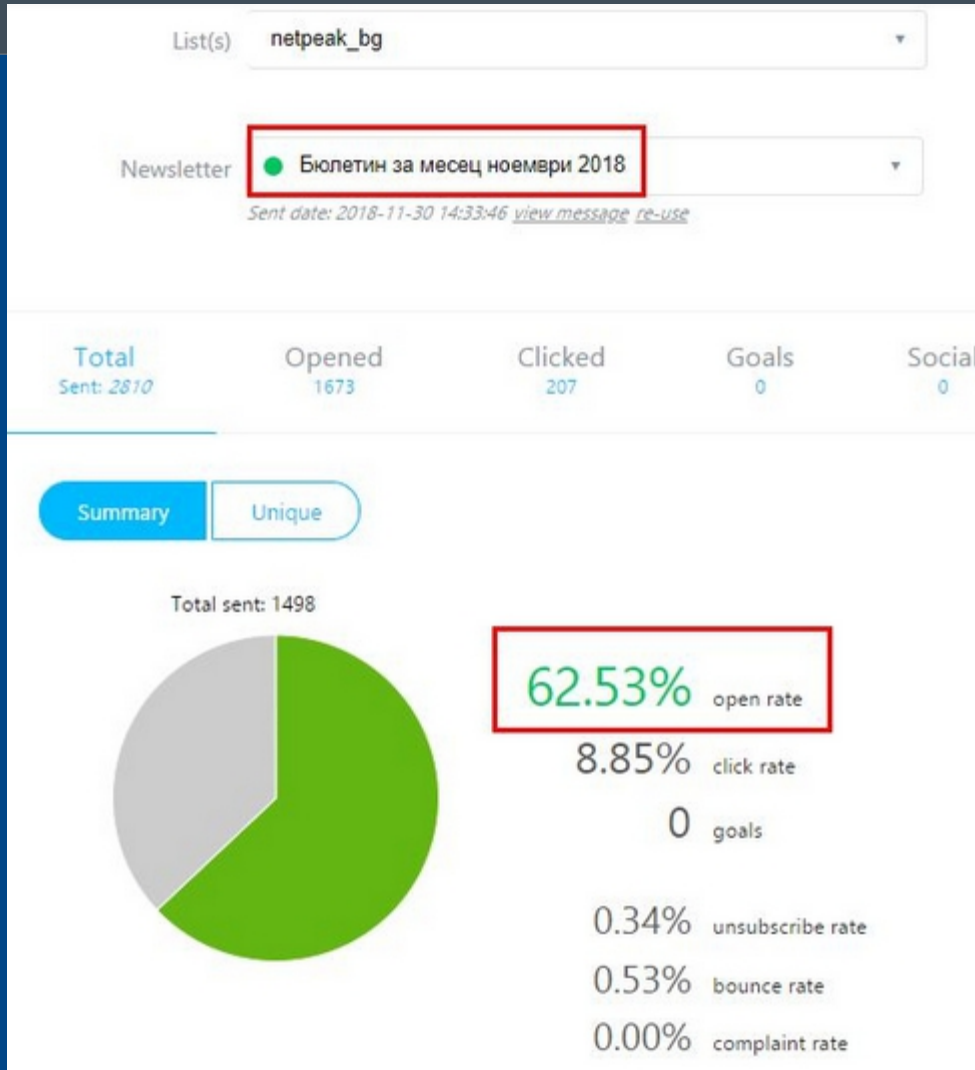 List(s) netpeak_bg
Newsletter Бюлетин за месец ноември 2018
Sent date: 2018-11-30 14:33:46 view message re-use
Total Opened Clicked Goals Social
Sent: 2810 1673 207 0 0
Summary Unique
Total sent: 1498
62.53% open rate
8.85% click rate
0 goals
0.34% unsubscribe rate
0.53% bounce rate
0.00% complaint rate